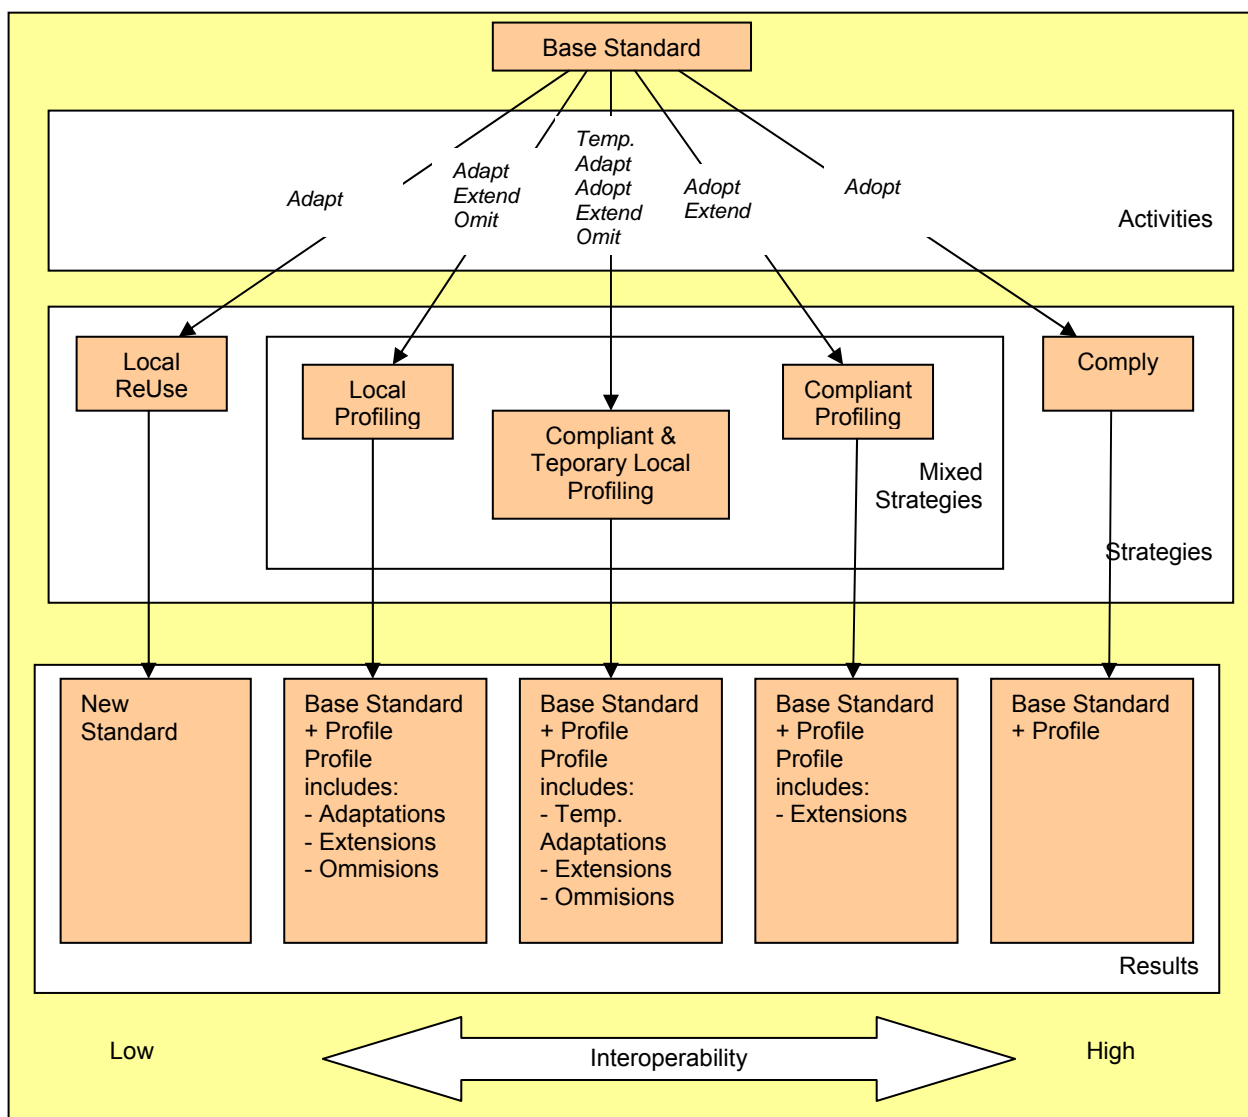 Base Standard
Adapt
Adapt
Extend
Omit
Temp.
Adapt
Adopt
Extend
Omit
Adopt
Extend
Adopt
Activities
Local
ReUse
Local
Profiling
Compliant &
Teporary Local
Profiling
Compliant
Profiling
Comply
Mixed
Strategies
Strategies
New
Standard
Base Standard
+ Profile
Profile
includes:
- Adaptations
- Extensions
- Ommisions
Base Standard
+ Profile
Profile
includes:
- Temp.
Adaptations
- Extensions
- Ommisions
Base Standard
+ Profile
Profile
includes:
- Extensions
Base Standard
+ Profile
Results
Low
Interoperability
High